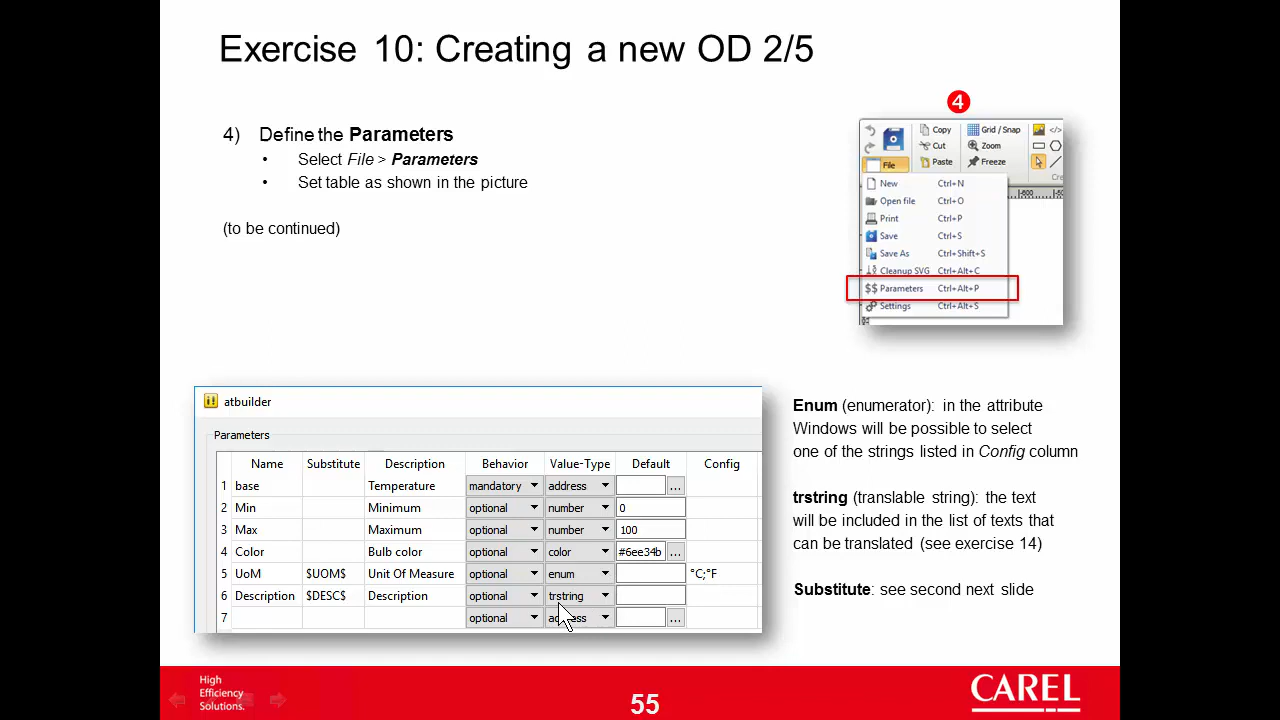 Exercise 10: Creating a new OD 2/5
4) Define the Parameters
• Select File > Parameters
• Set table as shown in the picture
(to be continued)
4
Copy Grid / Snap </>
Cut Zoom
File Paste Freeze
Cre
New Ctrl+N
Open file Ctrl+O
Print Ctrl+P
Save Ctrl+S
Save As Ctrl+Shift+S
Cleanup SVG Ctrl+Alt+C
$$ Parameters Ctrl+Alt+P
Settings Ctrl+Alt+S
-600
atbuilder
Parameters
Name Substitute Description Behavior Value-Type Default Config
1 base Temperature mandatory address ...
2 Min Minimum optional number 0
3 Max Maximum optional number 100
4 Color Bulb color optional color #6ee34b ...
5 UoM $UOM$ Unit Of Measure optional enum °C;°F
6 Description $DESC$ Description optional trstring
7 optional address ...
Enum (enumerator): in the attribute
Windows will be possible to select
one of the strings listed in Config column
trstring (translable string): the text
will be included in the list of texts that
can be translated (see exercise 14)
Substitute: see second next slide
High
Efficiency
Solutions.
55
CAREL